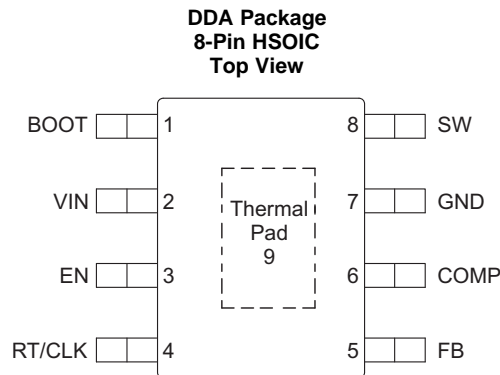 DDA Package
8-Pin HSOIC
Top View
BOOT 1 8 SW
VIN 2 7 GND
Thermal
Pad
9
EN 3 6 COMP
RT/CLK 4 5 FB